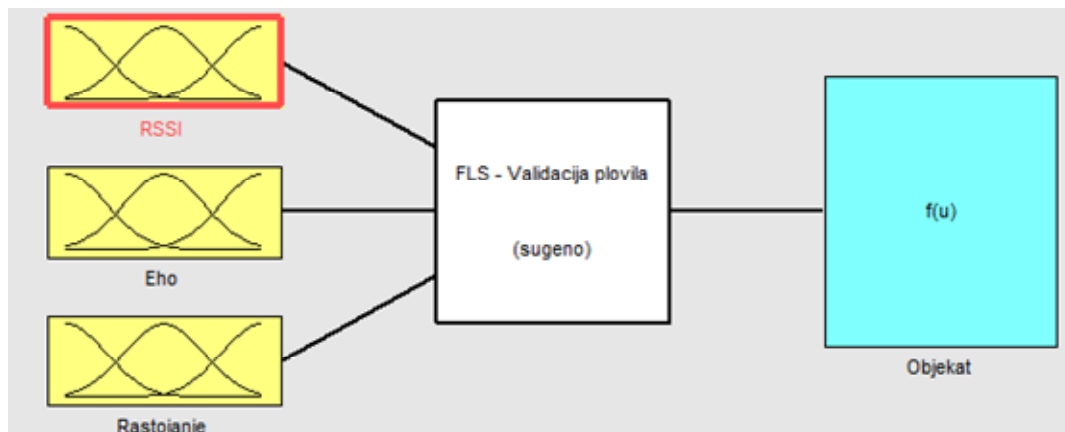 RSSI
FLS - Validacija plovila
(sugeno)
f(u)
Eho
Objekat
Rastojanje